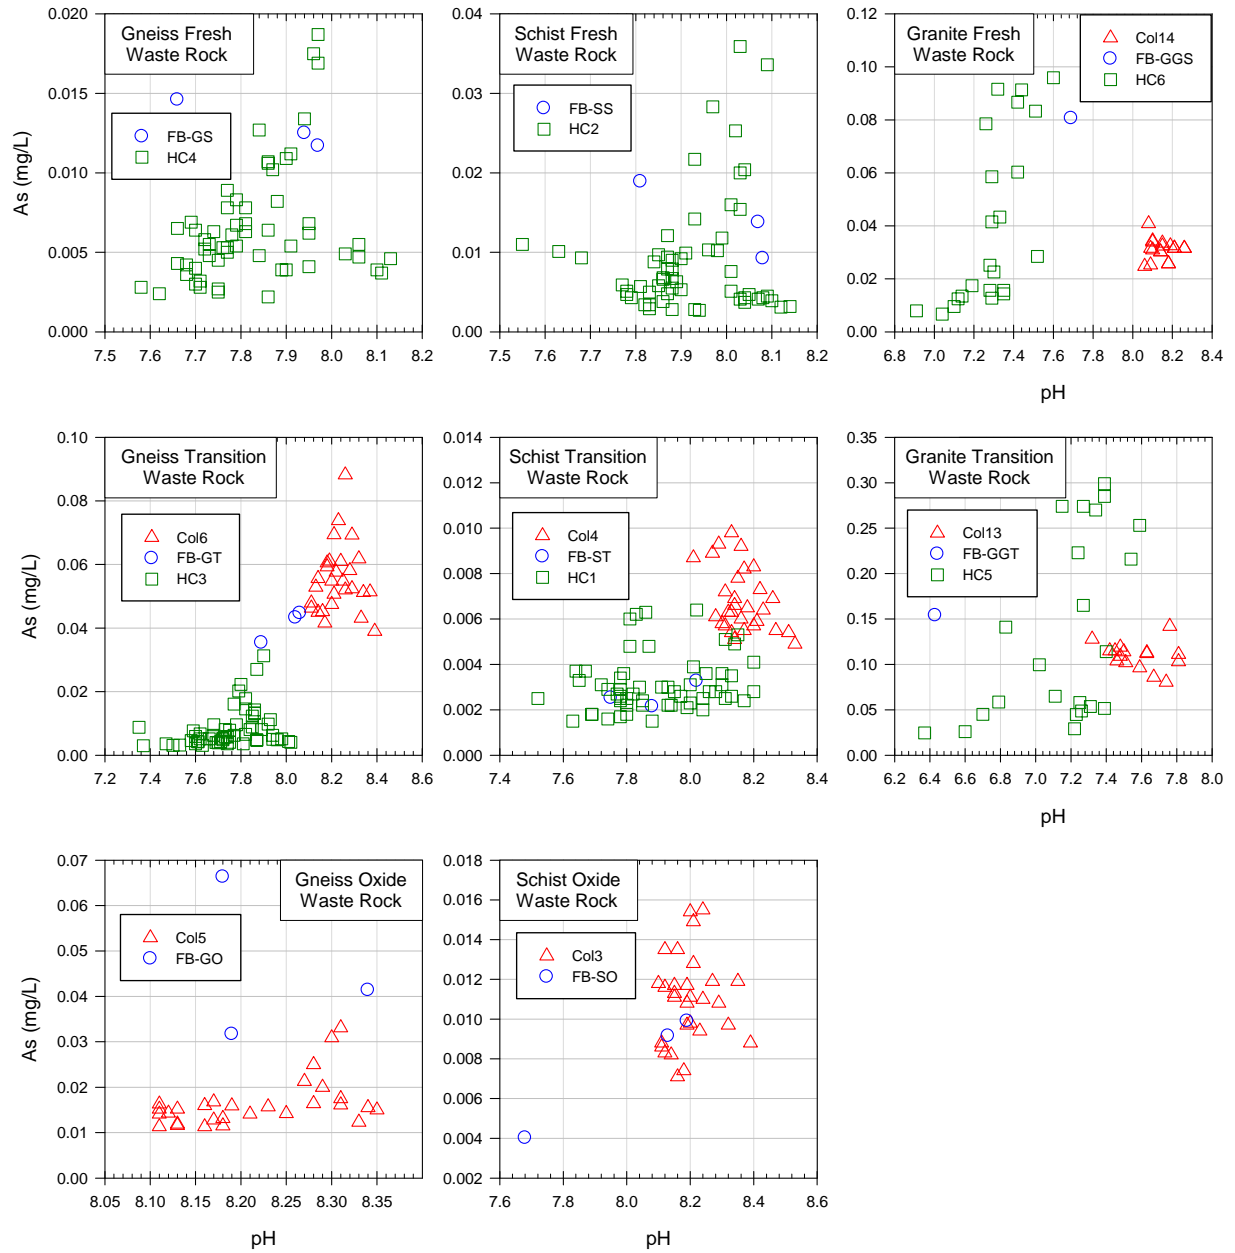 Gneiss Fresh
Waste Rock
FB-GS
HC4
As (mg/L)
0.020
0.015
0.010
0.005
0.000
7.5 7.6 7.7 7.8 7.9 8.0 8.1 8.2
Schist Fresh
Waste Rock
FB-SS
HC2
0.04
0.03
0.02
0.01
0.00
7.5 7.6 7.7 7.8 7.9 8.0 8.1 8.2
Granite Fresh
Waste Rock
Col14
FB-GGS
HC6
0.12
0.10
0.08
0.06
0.04
0.02
0.00
6.8 7.0 7.2 7.4 7.6 7.8 8.0 8.2 8.4
pH
Gneiss Transition
Waste Rock
Col6
FB-GT
HC3
As (mg/L)
0.10
0.08
0.06
0.04
0.02
0.00
7.2 7.4 7.6 7.8 8.0 8.2 8.4 8.6
Schist Transition
Waste Rock
Col4
FB-ST
HC1
0.014
0.012
0.010
0.008
0.006
0.004
0.002
0.000
7.4 7.6 7.8 8.0 8.2 8.4
Granite Transition
Waste Rock
Col13
FB-GGT
HC5
0.35
0.30
0.25
0.20
0.15
0.10
0.05
0.00
6.2 6.4 6.6 6.8 7.0 7.2 7.4 7.6 7.8 8.0
pH
Gneiss Oxide
Waste Rock
Col5
FB-GO
As (mg/L)
0.07
0.06
0.05
0.04
0.03
0.02
0.01
0.00
8.05 8.10 8.15 8.20 8.25 8.30 8.35
pH
Schist Oxide
Waste Rock
Col3
FB-SO
0.018
0.016
0.014
0.012
0.010
0.008
0.006
0.004
0.002
7.6 7.8 8.0 8.2 8.4 8.6
pH